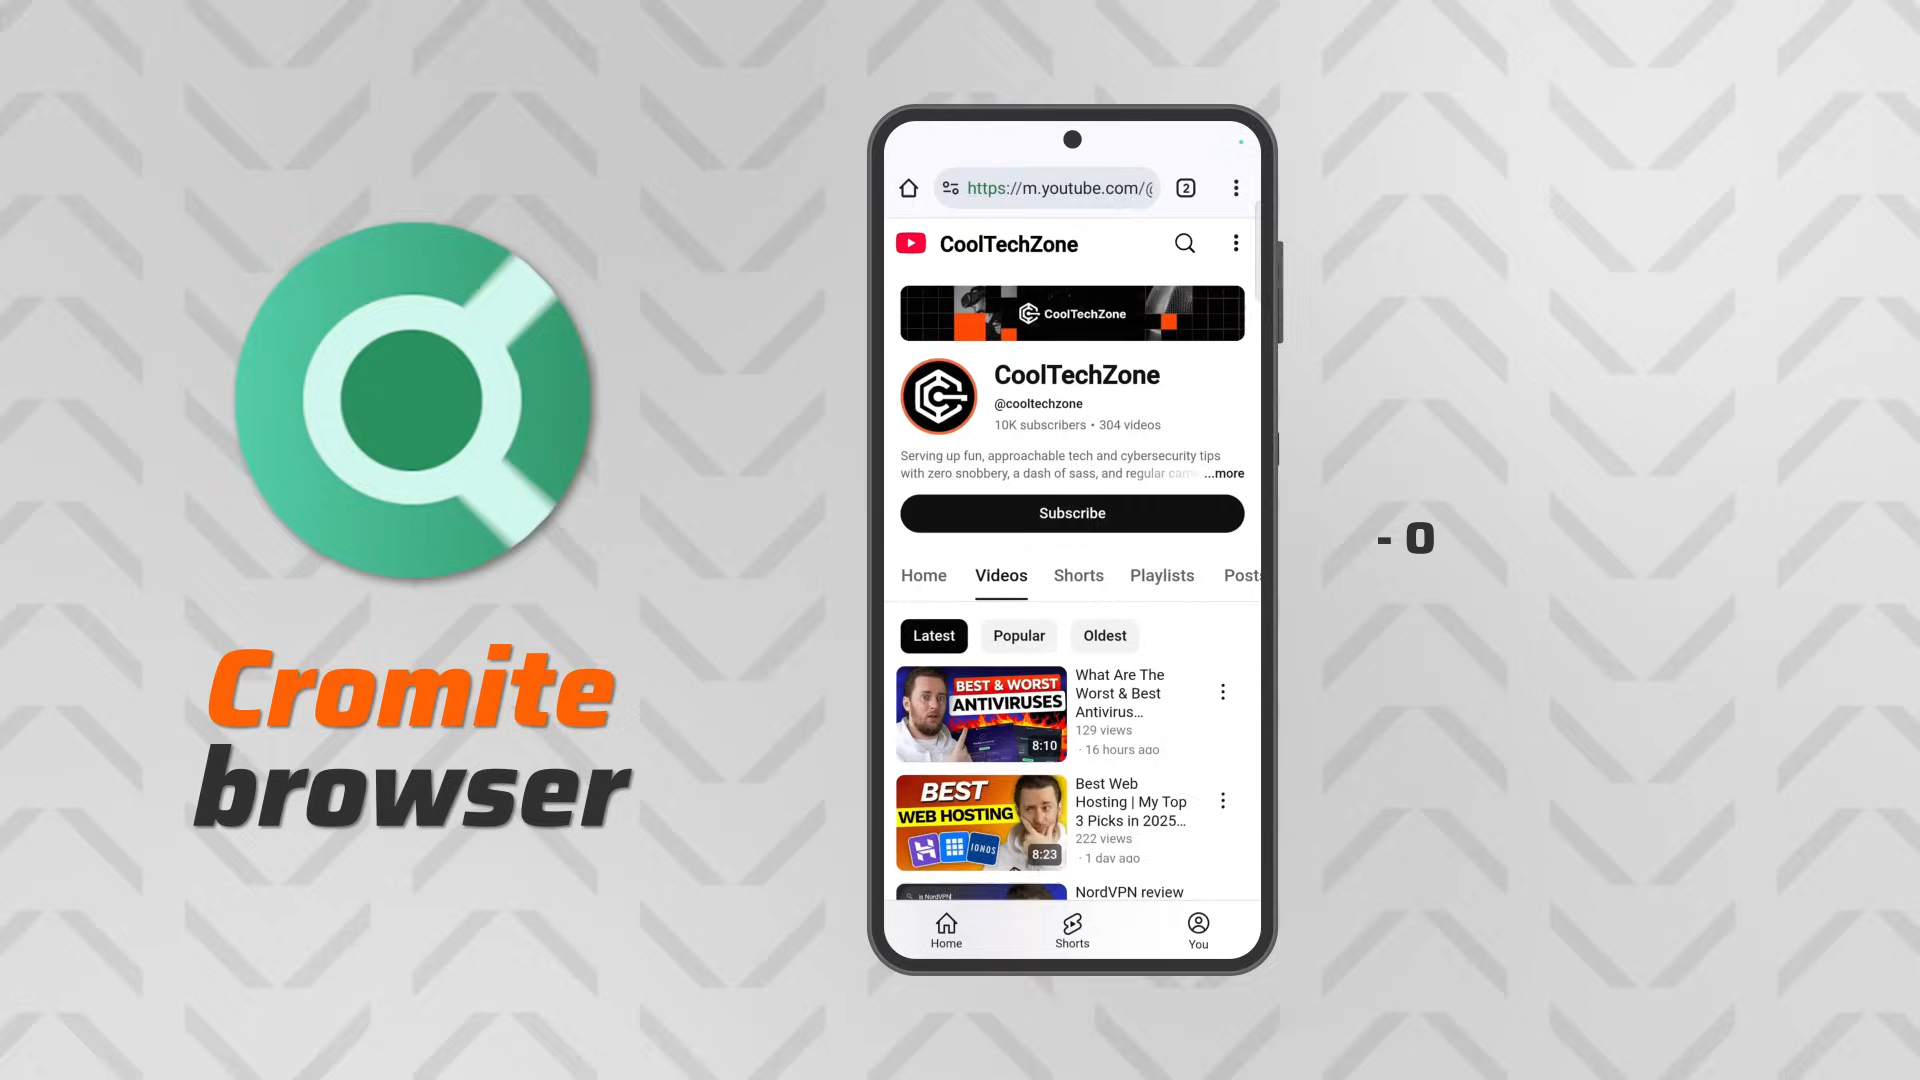 Cromite
browser
2
https://m.youtube.com/@
CoolTechZone
CoolTechZone
CoolTechZone
@cooltechzone
10K subscribers • 304 videos
Serving up fun, approachable tech and cybersecurity tips
with zero snobbery, a dash of sass, and regular ...more
Subscribe
Home Videos Shorts Playlists Posts
Latest Popular Oldest
BEST & WORST
ANTIVIRUSES
8:10
What Are The
Worst & Best
Antivirus...
129 views
· 16 hours ago
BEST
WEB HOSTING
IONOS
8:23
Best Web
Hosting | My Top
3 Picks in 2025...
222 views
· 1 day ago
is NordVPN
NordVPN review
Home Shorts You
- o